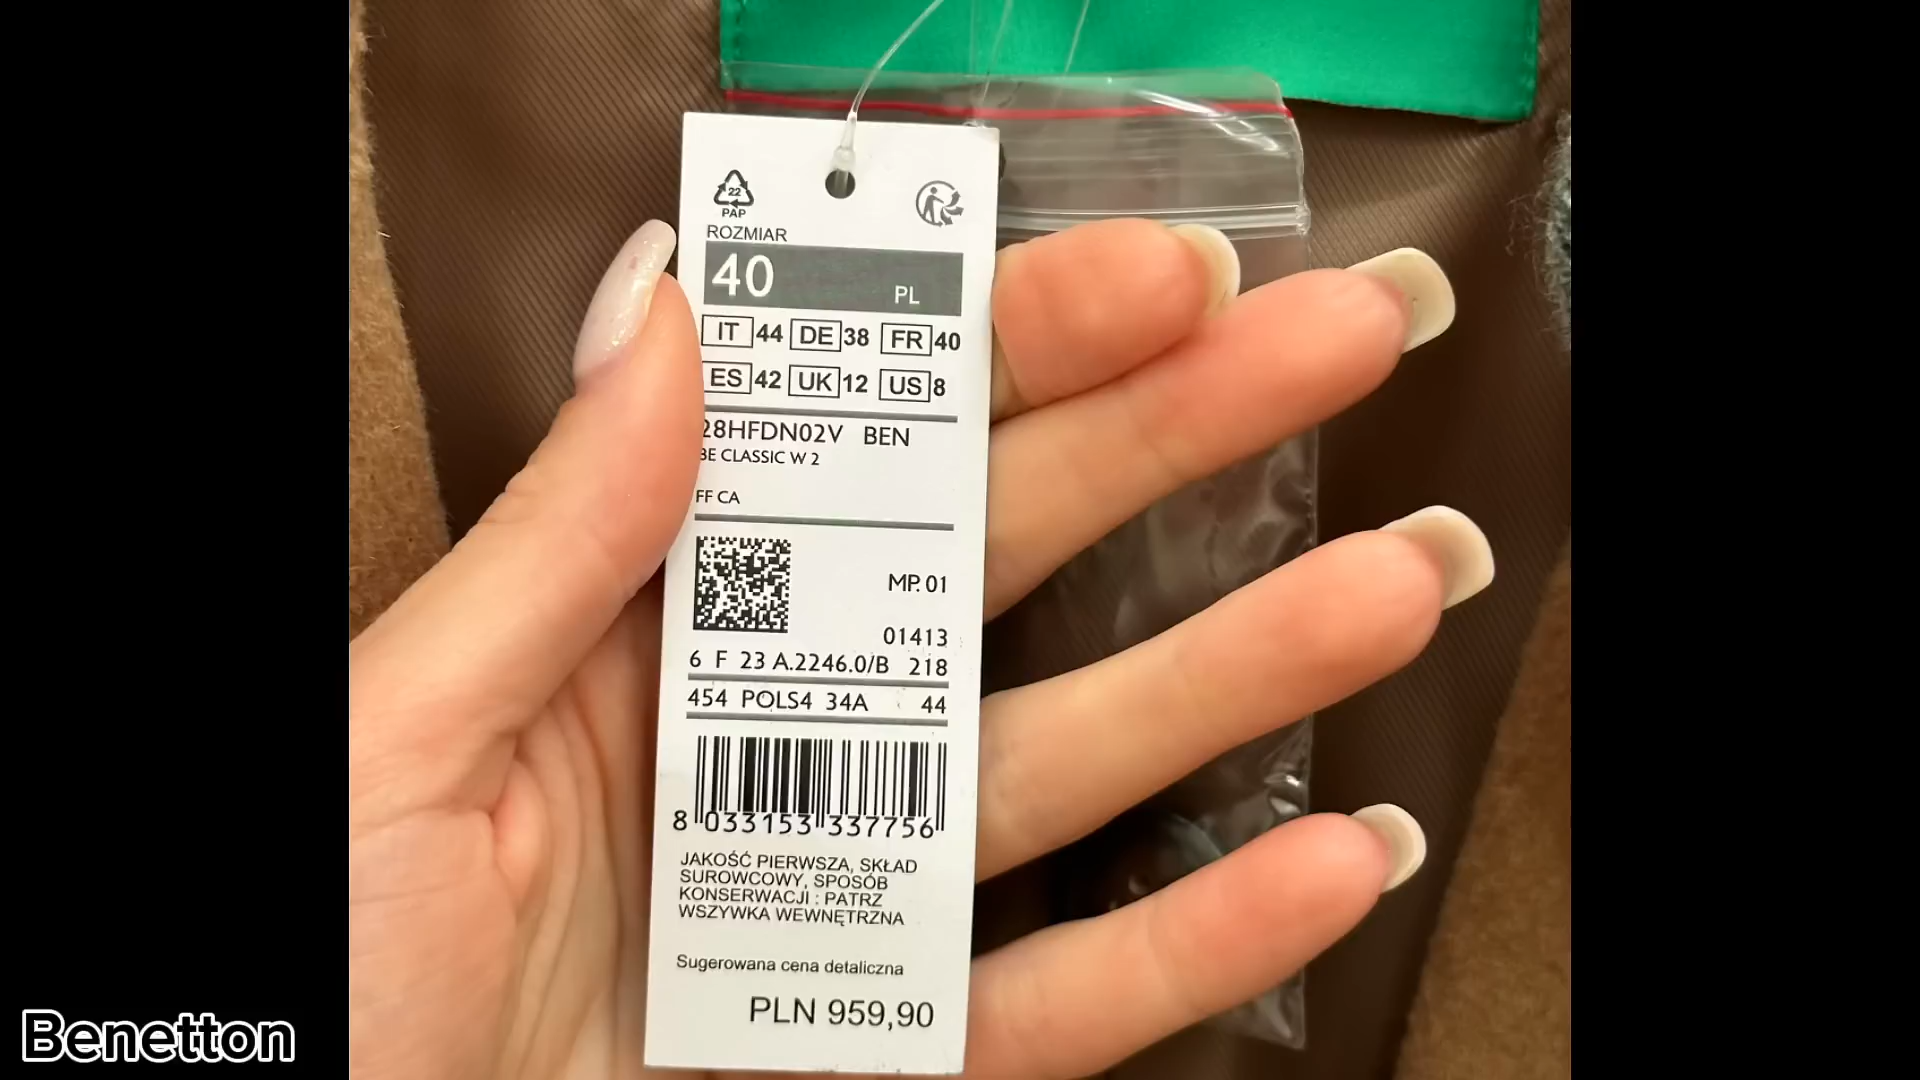 22
PAP
ROZMIAR
40 PL
IT 44 DE 38 FR 40
ES 42 UK 12 US 8
28HFDN02V BEN
BE CLASSIC W 2
FF CA
MP. 01
01413
6 F 23 A.2246.0/B 218
454 POLS4 34A 44
8 033153 337756
JAKOŚĆ PIERWSZA, SKŁAD
SUROWCOWY, SPOSÓB
KONSERWACJI : PATRZ
WSZYWKA WEWNĘTRZNA
Sugerowana cena detaliczna
PLN 959,90
Benetton